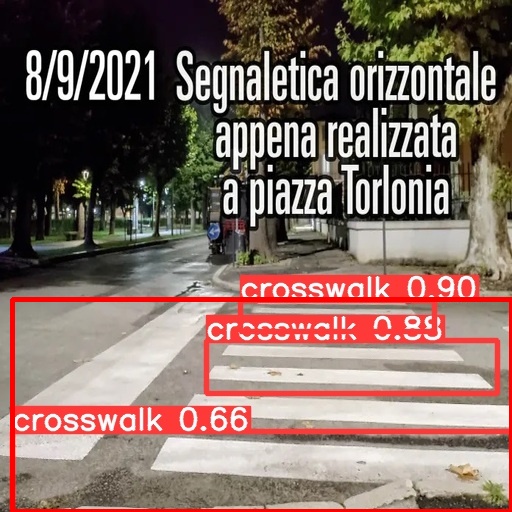 8/9/2021 Segnaletica orizzontale
appena realizzata
a piazza Torlonia
crosswalk 0.90
crosswalk 0.88
crosswalk 0.66